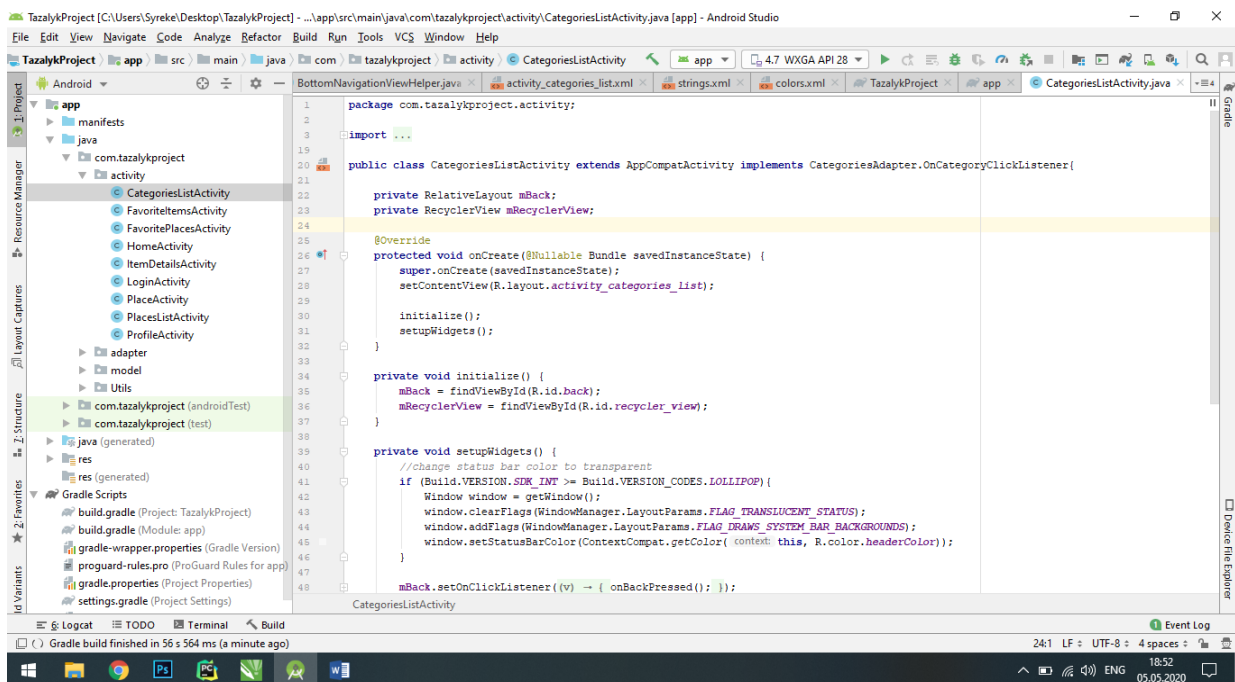 TazalykProject [C:\Users\Syreke\Desktop\TazalykProject] - ...\app\src\main\java\com\tazalykproject\activity\CategoriesListActivity.java [app] - Android Studio
File Edit View Navigate Code Analyze Refactor Build Run Tools VCS Window Help
TazalykProject app src main java com tazalykproject activity CategoriesListActivity app 4.7 WXGA API 28
Android
BottomNavigationViewHelper.java activity_categories_list.xml strings.xml colors.xml TazalykProject app CategoriesListActivity.java
1: Project
Resource Manager
Layout Captures
Z: Structure
2: Favorites
ld Variants
app
manifests
java
com.tazalykproject
activity
CategoriesListActivity
FavoriteItemsActivity
FavoritePlacesActivity
HomeActivity
ItemDetailsActivity
LoginActivity
PlaceActivity
PlacesListActivity
ProfileActivity
adapter
model
Utils
com.tazalykproject (androidTest)
com.tazalykproject (test)
java (generated)
res
res (generated)
Gradle Scripts
build.gradle (Project: TazalykProject)
build.gradle (Module: app)
gradle-wrapper.properties (Gradle Version)
proguard-rules.pro (ProGuard Rules for app)
gradle.properties (Project Properties)
settings.gradle (Project Settings)
1 package com.tazalykproject.activity;
2
3 import ...
19
20 public class CategoriesListActivity extends AppCompatActivity implements CategoriesAdapter.OnCategoryClickListener{
21
22 private RelativeLayout mBack;
23 private RecyclerView mRecyclerView;
24
25 @Override
26 protected void onCreate(@Nullable Bundle savedInstanceState) {
27 super.onCreate(savedInstanceState);
28 setContentView(R.layout.activity_categories_list);
29
30 initialize();
31 setupWidgets();
32 }
33
34 private void initialize() {
35 mBack = findViewById(R.id.back);
36 mRecyclerView = findViewById(R.id.recycler_view);
37 }
38
39 private void setupWidgets() {
40 //change status bar color to transparent
41 if (Build.VERSION.SDK_INT >= Build.VERSION_CODES.LOLLIPOP){
42 Window window = getWindow();
43 window.clearFlags(WindowManager.LayoutParams.FLAG_TRANSLUCENT_STATUS);
44 window.addFlags(WindowManager.LayoutParams.FLAG_DRAWS_SYSTEM_BAR_BACKGROUNDS);
45 window.setStatusBarColor(ContextCompat.getColor( context: this, R.color.headerColor));
46 }
47
48 mBack.setOnClickListener((v) → { onBackPressed(); });
CategoriesListActivity
Gradle
Device File Explorer
6: Logcat TODO Terminal Build 1 Event Log
Gradle build finished in 56 s 564 ms (a minute ago) 24:1 LF UTF-8 4 spaces
Ps PC W ENG 18:52
05.05.2020